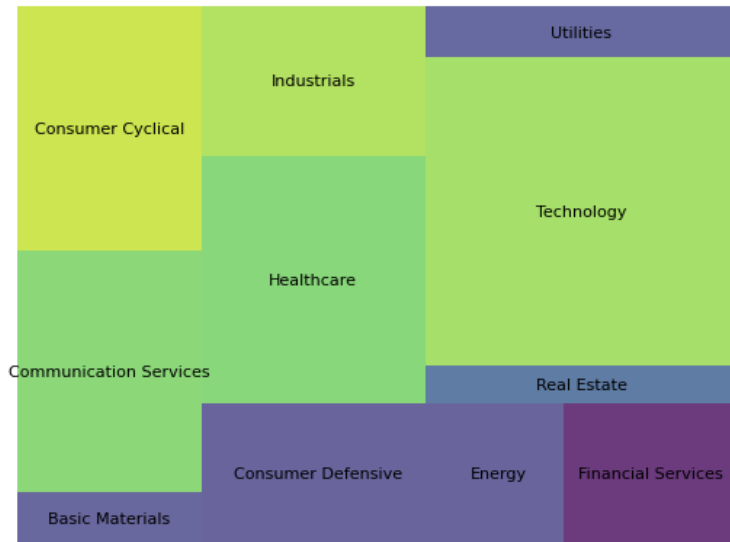 Utilities
Industrials
Consumer Cyclical
Technology
Healthcare
Communication Services
Real Estate
Consumer Defensive
Energy
Financial Services
Basic Materials